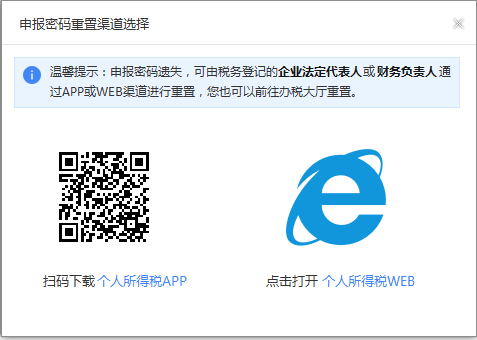 申报密码重置渠道选择
温馨提示：申报密码遗失，可由税务登记的企业法定代表人或财务负责人通
过APP或WEB渠道进行重置，您也可以前往办税大厅重置。
扫码下载 个人所得税APP
点击打开 个人所得税WEB